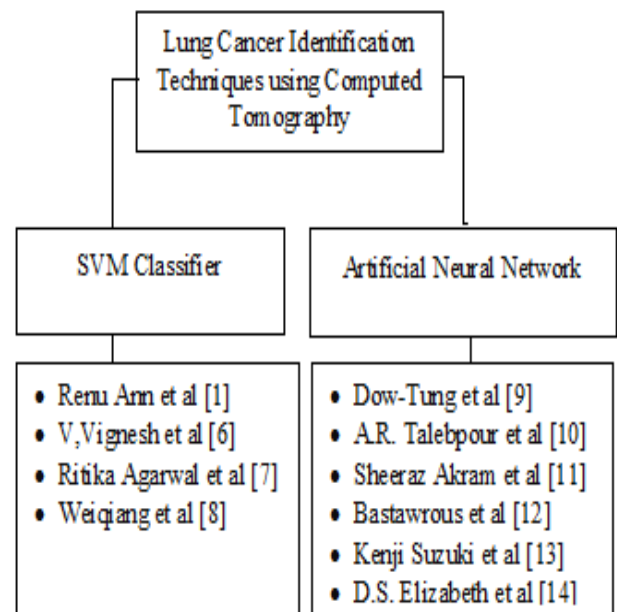 Lung Cancer Identification
Techniques using Computed
Tomography
SVM Classifier
Artificial Neural Network
• Renu Ann et al [1]
• V,Vignesh et al [6]
• Ritika Agarwal et al [7]
• Weiqiang et al [8]
• Dow-Tung et al [9]
• A.R. Talebpour et al [10]
• Sheeraz Akram et al [11]
• Bastawrous et al [12]
• Kenji Suzuki et al [13]
• D.S. Elizabeth et al [14]